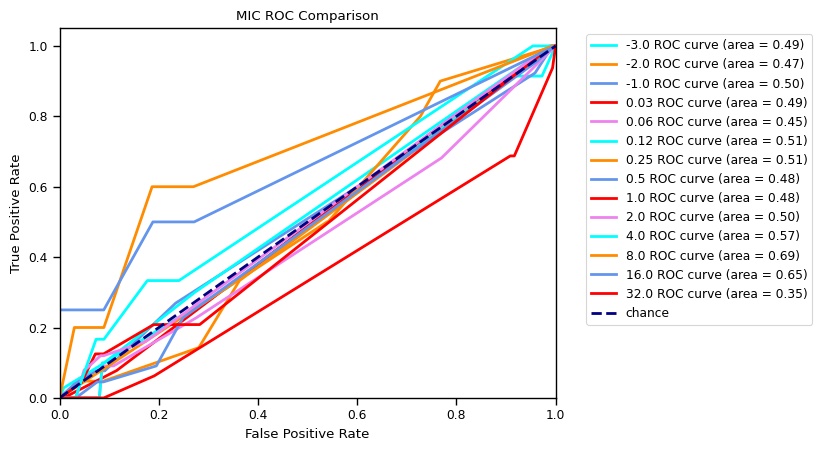 MIC ROC Comparison
1.0
0.8
0.6
0.4
0.2
0.0
True Positive Rate
0.0 0.2 0.4 0.6 0.8 1.0
False Positive Rate
-3.0 ROC curve (area = 0.49)
-2.0 ROC curve (area = 0.47)
-1.0 ROC curve (area = 0.50)
0.03 ROC curve (area = 0.49)
0.06 ROC curve (area = 0.45)
0.12 ROC curve (area = 0.51)
0.25 ROC curve (area = 0.51)
0.5 ROC curve (area = 0.48)
1.0 ROC curve (area = 0.48)
2.0 ROC curve (area = 0.50)
4.0 ROC curve (area = 0.57)
8.0 ROC curve (area = 0.69)
16.0 ROC curve (area = 0.65)
32.0 ROC curve (area = 0.35)
chance